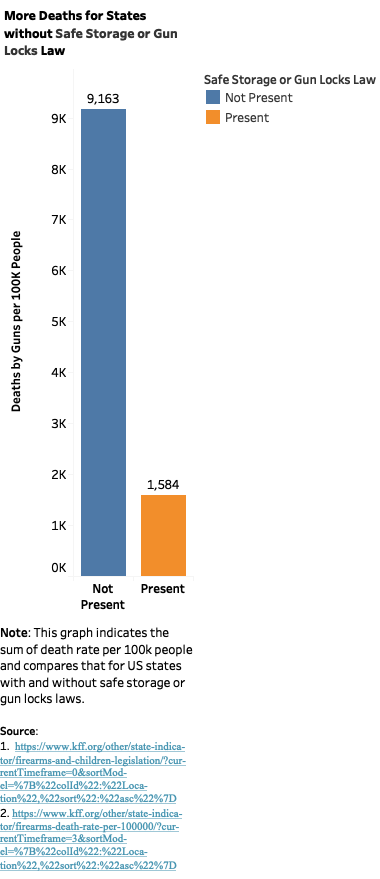 More Deaths for States
without Safe Storage or Gun
Locks Law
Safe Storage or Gun Locks Law
Not Present
Present
9,163
1,584
Deaths by Guns per 100K People
9K
8K
7K
6K
5K
4K
3K
2K
1K
0K
Not
Present
Present
Note: This graph indicates the
sum of death rate per 100k people
and compares that for US states
with and without safe storage or
gun locks laws.
Source:
1. https://www.kff.org/other/state-indica-
tor/firearms-and-children-legislation/?cur-
rentTimeframe=0&sortMod-
el=%7B%22colId%22:%22Loca-
tion%22,%22sort%22:%22asc%22%7D
2. https://www.kff.org/other/state-indica-
tor/firearms-death-rate-per-100000/?cur-
rentTimeframe=3&sortMod-
el=%7B%22colId%22:%22Loca-
tion%22,%22sort%22:%22asc%22%7D